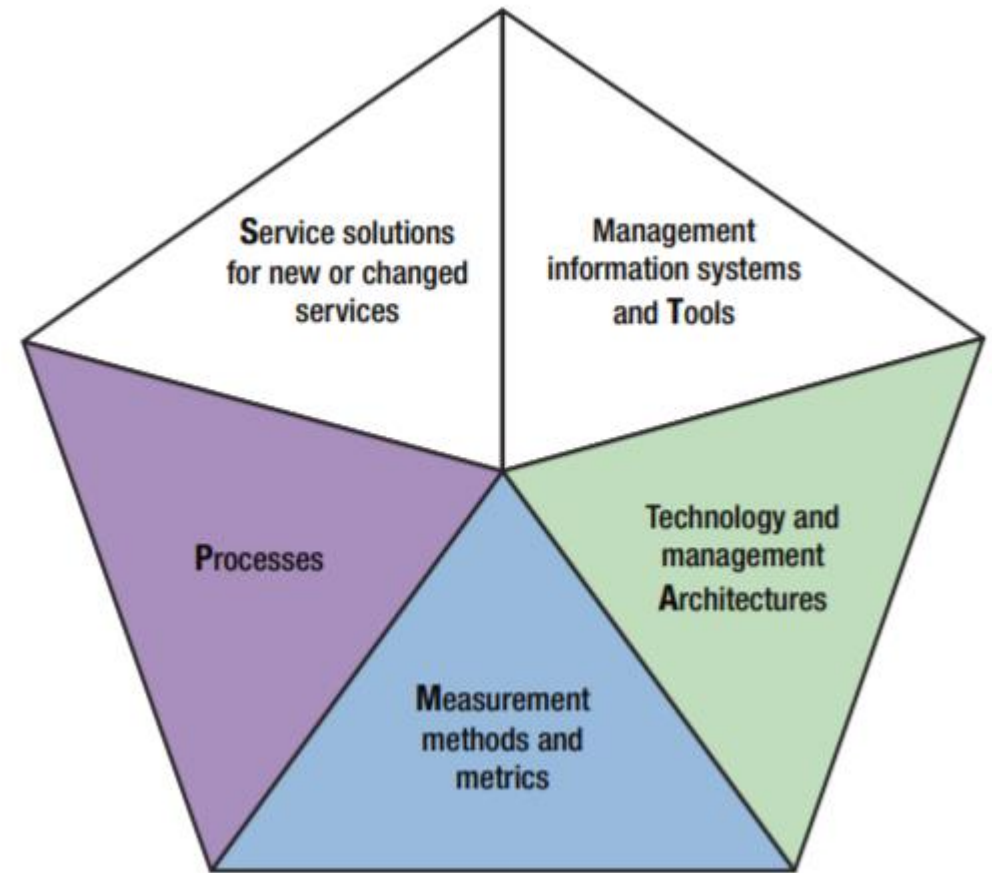 Service solutions
for new or changed
services
Management
information systems
and Tools
Processes
Technology and
management
Architectures
Measurement
methods and
metrics